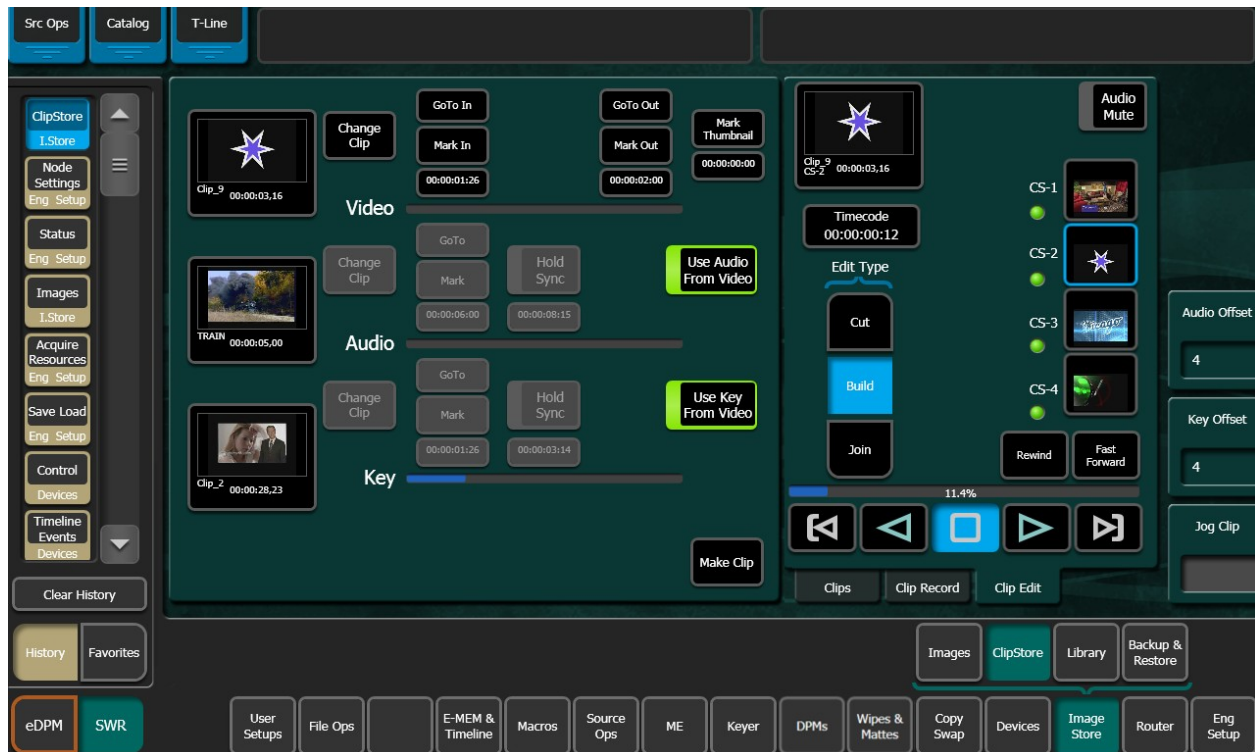 Src Ops
Catalog
T-Line
ClipStore
I.Store
Node
Settings
Eng Setup
Status
Eng Setup
Images
I.Store
Acquire
Resources
Eng Setup
Save Load
Eng Setup
Control
Devices
Timeline
Events
Devices
Clear History
History
Favorites
Clip_9 00:00:03,16
Change
Clip
GoTo In
Mark In
00:00:01:26
GoTo Out
Mark Out
00:00:02:00
Mark
Thumbnail
00:00:00:00
Video
TRAIN 00:00:05,00
Change
Clip
GoTo
Mark
00:00:06:00
Hold
Sync
00:00:08:15
Use Audio
From Video
Audio
Clip_2 00:00:28,23
Change
Clip
GoTo
Mark
00:00:01:26
Hold
Sync
00:00:03:14
Use Key
From Video
Key
Make Clip
Clip_9
CS-2 00:00:03,16
Audio
Mute
Timecode
00:00:00:12
Edit Type
Cut
Build
Join
CS-1
CS-2
CS-3
CS-4
Rewind
Fast
Forward
11.4%
Clips
Clip Record
Clip Edit
Audio Offset
4
Key Offset
4
Jog Clip
Images
ClipStore
Library
Backup &
Restore
eDPM
SWR
User
Setups
File Ops
E-MEM &
Timeline
Macros
Source
Ops
ME
Keyer
DPMs
Wipes &
Mattes
Copy
Swap
Devices
Image
Store
Router
Eng
Setup